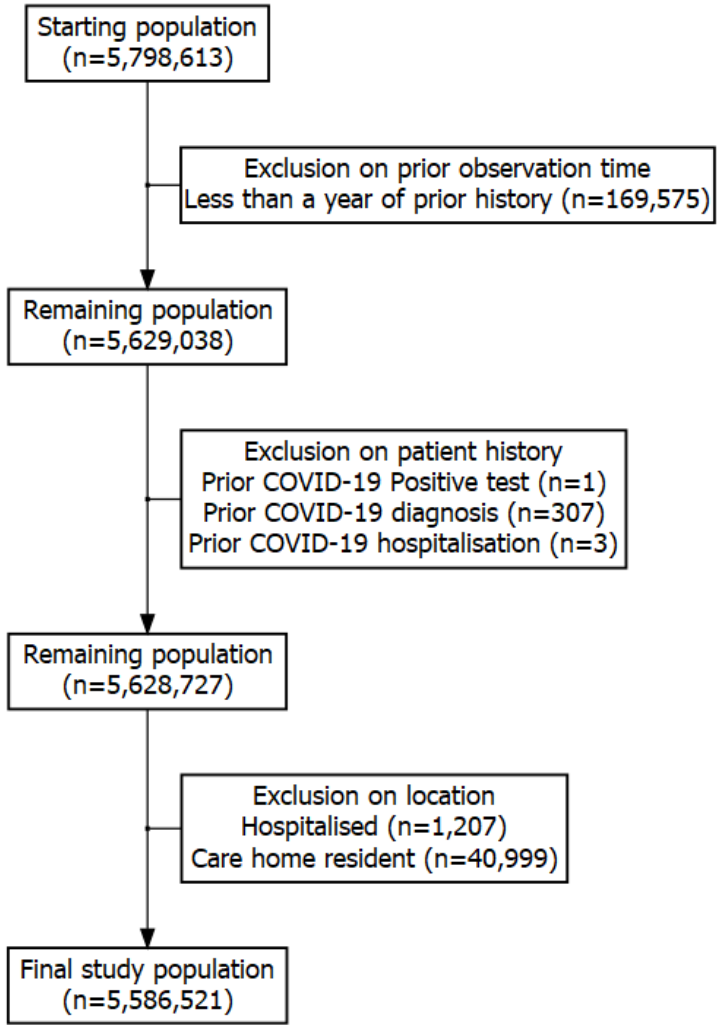 Starting population
(n=5,798,613)
Exclusion on prior observation time
Less than a year of prior history (n=169,575)
Remaining population
(n=5,629,038)
Exclusion on patient history
Prior COVID-19 Positive test (n=1)
Prior COVID-19 diagnosis (n=307)
Prior COVID-19 hospitalisation (n=3)
Remaining population
(n=5,628,727)
Exclusion on location
Hospitalised (n=1,207)
Care home resident (n=40,999)
Final study population
(n=5,586,521)